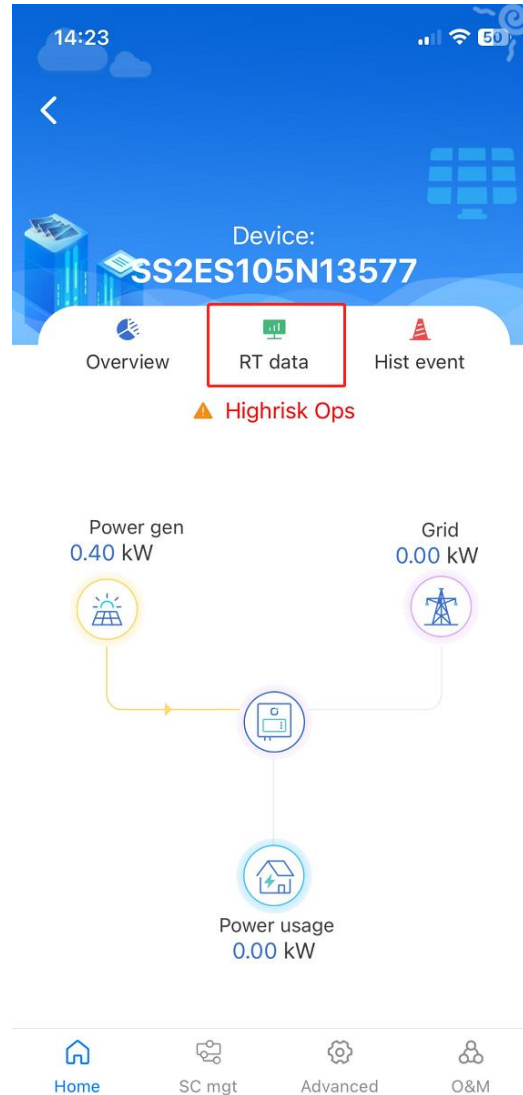 14:23
50
Device:
SS2ES105N13577
Overview
RT data
Hist event
Highrisk Ops
Power gen
0.40 kW
Grid
0.00 kW
Power usage
0.00 kW
Home
SC mgt
Advanced
O&M